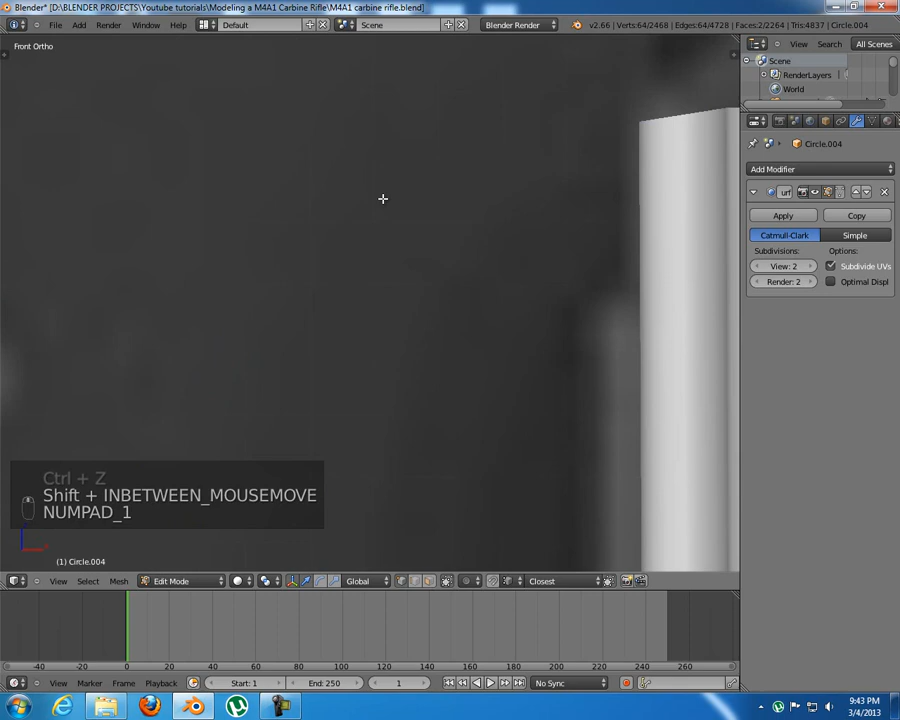 Blender* [D:\BLENDER PROJECTS\Youtube tutorials\Modeling a M4A1 Carbine Rifle\M4A1 carbine rifle.blend]
File Add Render Window Help Default Scene Blender Render v2.66 | Verts:64/2468 | Edges:64/4728 | Faces:2/2264 | Tris:4837 | Circle.004
Front Ortho
View Search All Scenes
Scene
RenderLayers
World
Circle.004
Add Modifier
urf
Apply Copy
Catmull-Clark Simple
Subdivisions: Options:
View: 2 Subdivide UVs
Render: 2 Optimal Displ
Ctrl + Z
Shift + INBETWEEN_MOUSEMOVE
NUMPAD_1
(1) Circle.004
View Select Mesh Edit Mode Global Closest
-40 -20 0 20 40 60 80 100 120 140 160 180 200 220 240 260
View Marker Frame Playback Start: 1 End: 250 1 No Sync
9:43 PM
3/4/2013